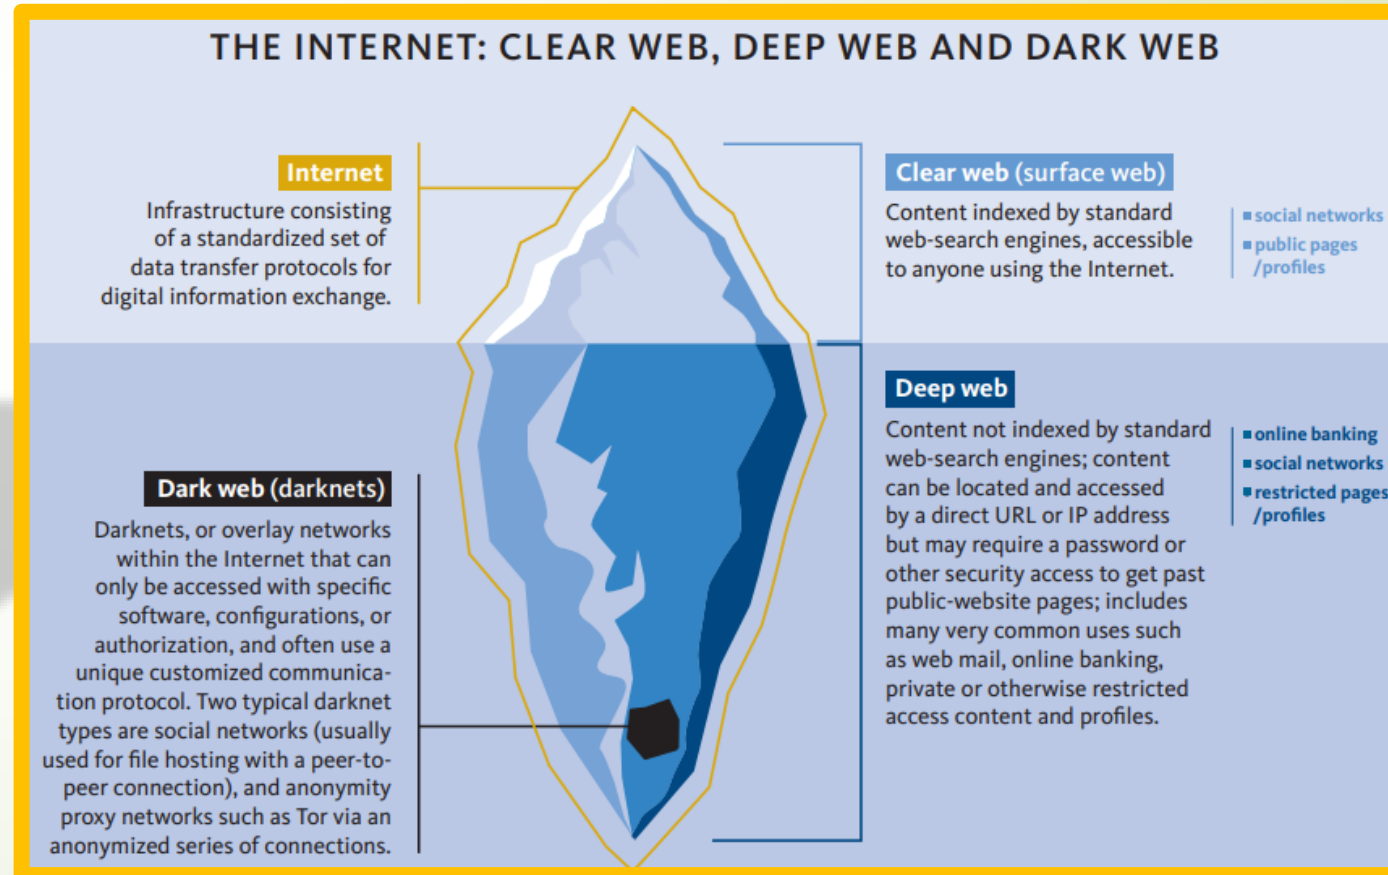 THE INTERNET: CLEAR WEB, DEEP WEB AND DARK WEB
Internet
Infrastructure consisting
of a standardized set of
data transfer protocols for
digital information exchange.
Clear web (surface web)
Content indexed by standard
web-search engines, accessible
to anyone using the Internet.
▪ social networks
▪ public pages
/profiles
Dark web (darknets)
Darknets, or overlay networks
within the Internet that can
only be accessed with specific
software, configurations, or
authorization, and often use a
unique customized communica-
tion protocol. Two typical darknet
types are social networks (usually
used for file hosting with a peer-to-
peer connection), and anonymity
proxy networks such as Tor via an
anonymized series of connections.
Deep web
Content not indexed by standard
web-search engines; content
can be located and accessed
by a direct URL or IP address
but may require a password or
other security access to get past
public-website pages; includes
many very common uses such
as web mail, online banking,
private or otherwise restricted
access content and profiles.
▪ online banking
▪ social networks
▪ restricted pages
/profiles